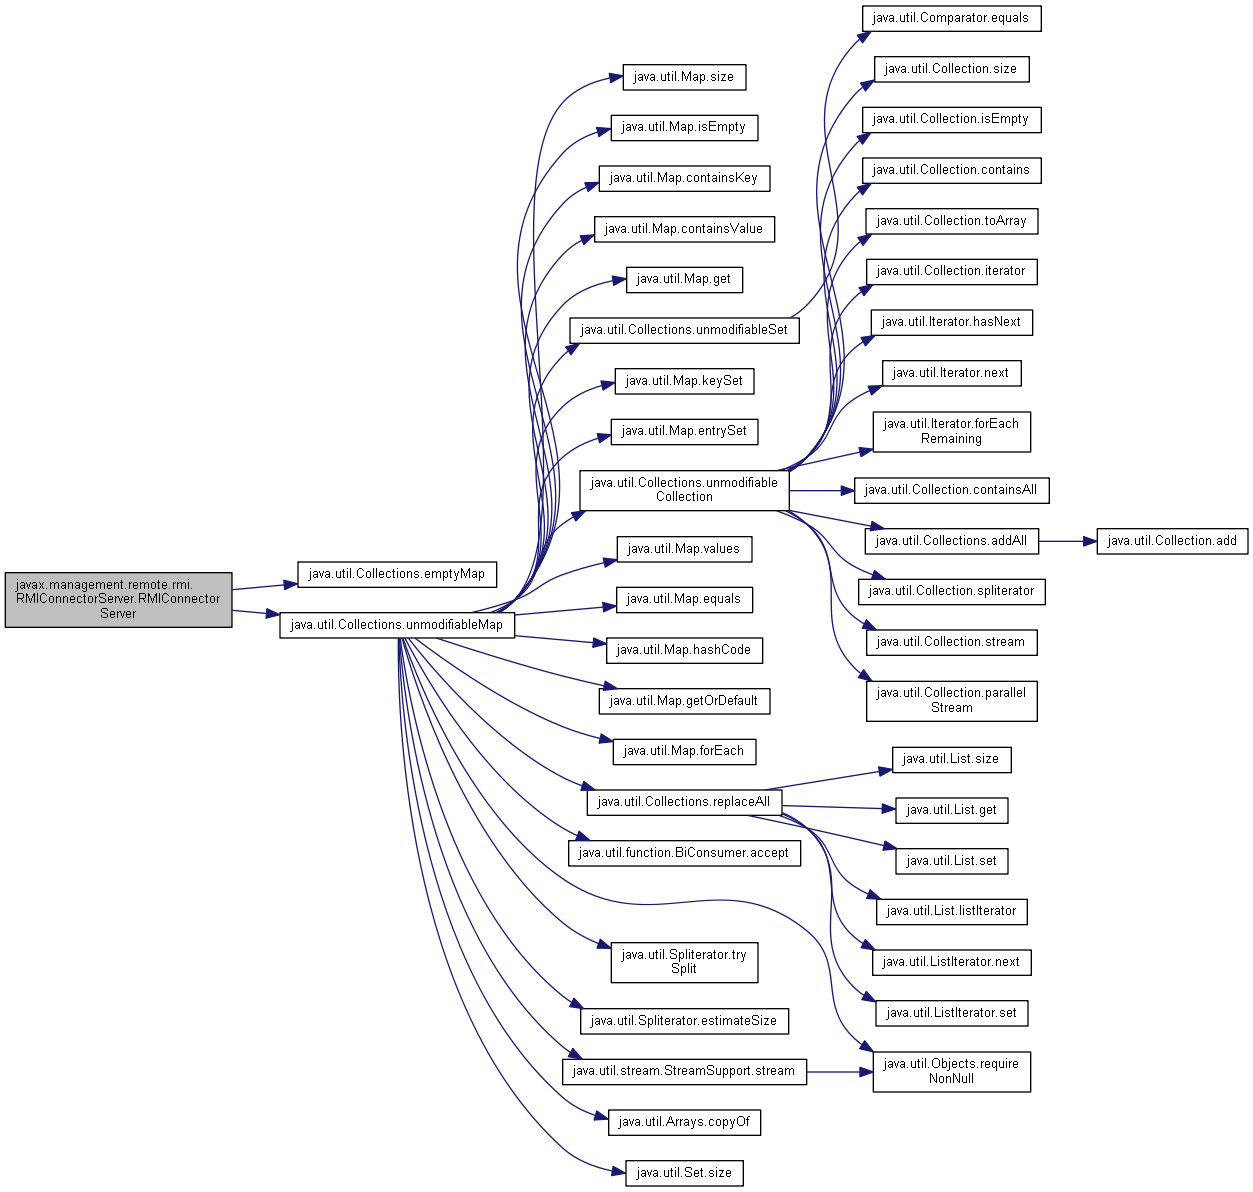 javax.management.remote.rmi.
RMIConnectorServer.RMIConnector
Server
java.util.Collections.emptyMap
java.util.Collections.unmodifiableMap
java.util.Map.size
java.util.Map.isEmpty
java.util.Map.containsKey
java.util.Map.containsValue
java.util.Map.get
java.util.Collections.unmodifiableSet
java.util.Map.keySet
java.util.Map.entrySet
java.util.Collections.unmodifiable
Collection
java.util.Map.values
java.util.Map.equals
java.util.Map.hashCode
java.util.Map.getOrDefault
java.util.Map.forEach
java.util.Collections.replaceAll
java.util.function.BiConsumer.accept
java.util.Spliterator.try
Split
java.util.Spliterator.estimateSize
java.util.stream.StreamSupport.stream
java.util.Arrays.copyOf
java.util.Set.size
java.util.Comparator.equals
java.util.Collection.size
java.util.Collection.isEmpty
java.util.Collection.contains
java.util.Collection.toArray
java.util.Collection.iterator
java.util.Iterator.hasNext
java.util.Iterator.next
java.util.Iterator.forEach
Remaining
java.util.Collection.containsAll
java.util.Collections.addAll
java.util.Collection.spliterator
java.util.Collection.stream
java.util.Collection.parallel
Stream
java.util.List.size
java.util.List.get
java.util.List.set
java.util.List.listIterator
java.util.ListIterator.next
java.util.ListIterator.set
java.util.Objects.require
NonNull
java.util.Collection.add